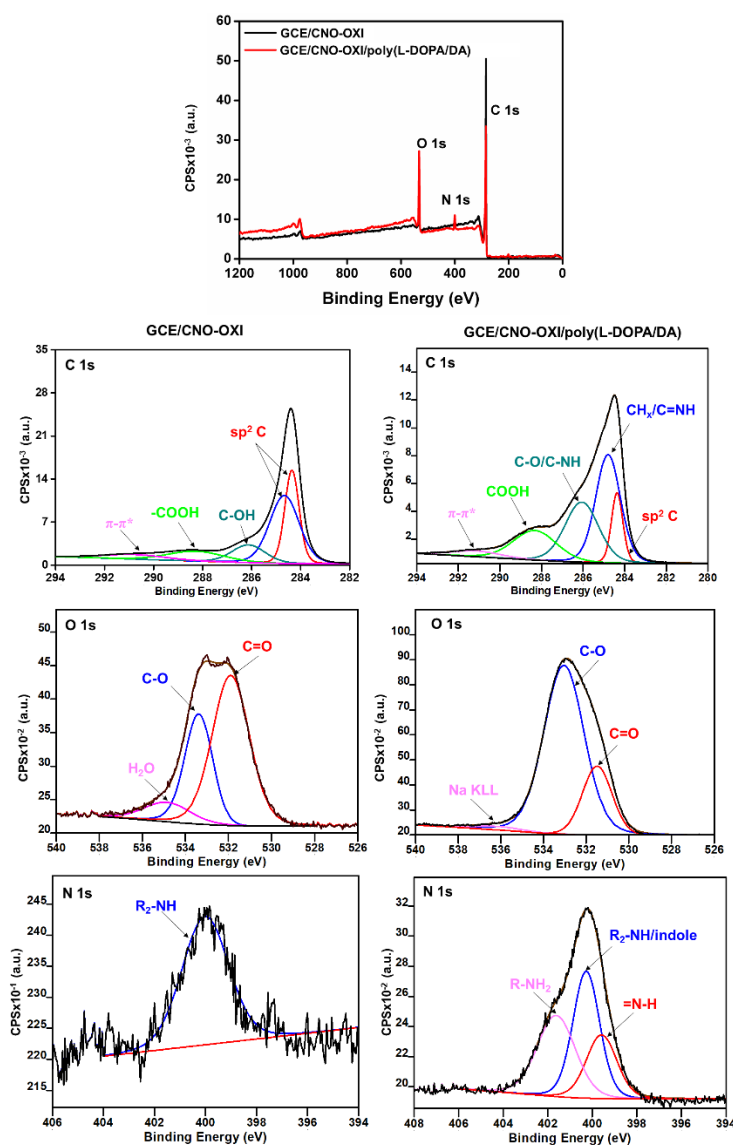 GCE/CNO-OXI
GCE/CNO-OXI/poly(L-DOPA/DA)
C 1s
O 1s
N 1s
60
50
40
30
20
10
0
CPSx10⁻³ (a.u.)
1200 1000 800 600 400 200 0
Binding Energy (eV)
GCE/CNO-OXI
C 1s
35
28
21
14
7
0
CPSx10⁻³ (a.u.)
sp² C
-COOH
C-OH
π-π*
294 292 290 288 286 284 282
Binding Energy (eV)
GCE/CNO-OXI/poly(L-DOPA/DA)
C 1s
14
12
10
8
6
4
2
0
CPSx10⁻³ (a.u.)
CHₓ/C=NH
C-O/C-NH
COOH
π-π*
sp² C
294 292 290 288 286 284 282 280
Binding Energy (eV)
O 1s
50
45
40
35
30
25
20
CPSx10⁻² (a.u.)
C=O
C-O
H₂O
540 538 536 534 532 530 528 526
Binding Energy (eV)
O 1s
100
90
80
70
60
50
40
30
20
CPSx10⁻² (a.u.)
C-O
C=O
Na KLL
540 538 536 534 532 530 528 526
Binding Energy (eV)
N 1s
245
240
235
230
225
220
215
CPSx10⁻¹ (a.u.)
R₂-NH
406 404 402 400 398 396 394
Binding Energy (eV)
N 1s
32
30
28
26
24
22
20
18
CPSx10⁻² (a.u.)
R₂-NH/indole
R-NH₂
=N-H
408 406 404 402 400 398 396 394
Binding Energy (eV)